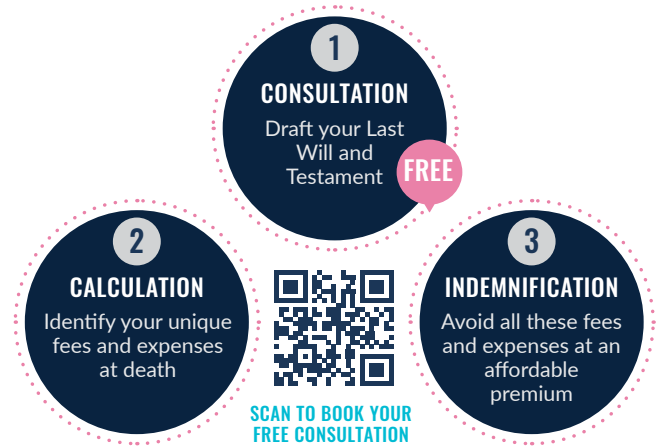 1
CONSULTATION
Draft your Last
Will and
Testament
FREE
2
CALCULATION
Identify your unique
fees and expenses
at death
3
INDEMNIFICATION
Avoid all these fees
and expenses at an
affordable
premium
SCAN TO BOOK YOUR
FREE CONSULTATION